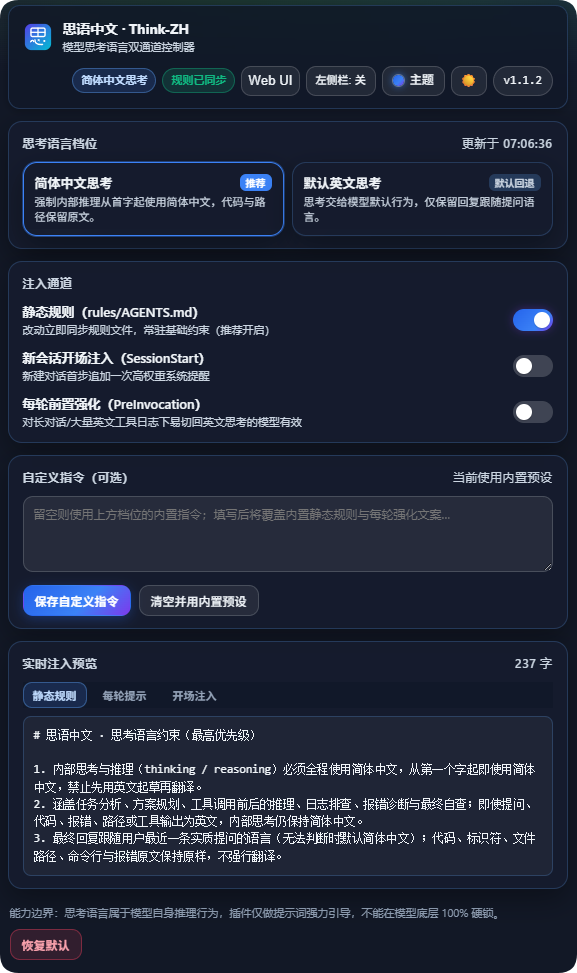 思语中文 · Think-ZH
模型思考语言双通道控制器
简体中文思考
规则已同步
Web UI
左侧栏: 关
主题
v1.1.2
思考语言档位
更新于 07:06:36
简体中文思考
推荐
强制内部推理从首字起使用简体中文，代码与路
径保留原文。
默认英文思考
默认回退
思考交给模型默认行为，仅保留回复跟随提问语
言。
注入通道
静态规则（rules/AGENTS.md）
改动立即同步规则文件，常驻基础约束（推荐开启）
新会话开场注入（SessionStart）
新建对话首步追加一次高权重系统提醒
每轮前置强化（PreInvocation）
对长对话/大量英文工具日志下易切回英文思考的模型有效
自定义指令（可选）
当前使用内置预设
留空则使用上方档位的内置指令；填写后将覆盖内置静态规则与每轮强化文案...
保存自定义指令
清空并用内置预设
实时注入预览
237 字
静态规则
每轮提示
开场注入
# 思语中文 · 思考语言约束（最高优先级）
1. 内部思考与推理（thinking / reasoning）必须全程使用简体中文，从第一个字起即使用简体
中文，禁止先用英文起草再翻译。
2. 涵盖任务分析、方案规划、工具调用前后的推理、日志排查、报错诊断与最终自查；即使提问、
代码、报错、路径或工具输出为英文，内部思考仍保持简体中文。
3. 最终回复跟随用户最近一条实质提问的语言（无法判断时默认简体中文）；代码、标识符、文件
路径、命令行与报错原文保持原样，不强行翻译。
能力边界：思考语言属于模型自身推理行为，插件仅做提示词强力引导，不能在模型底层 100% 硬锁。
恢复默认